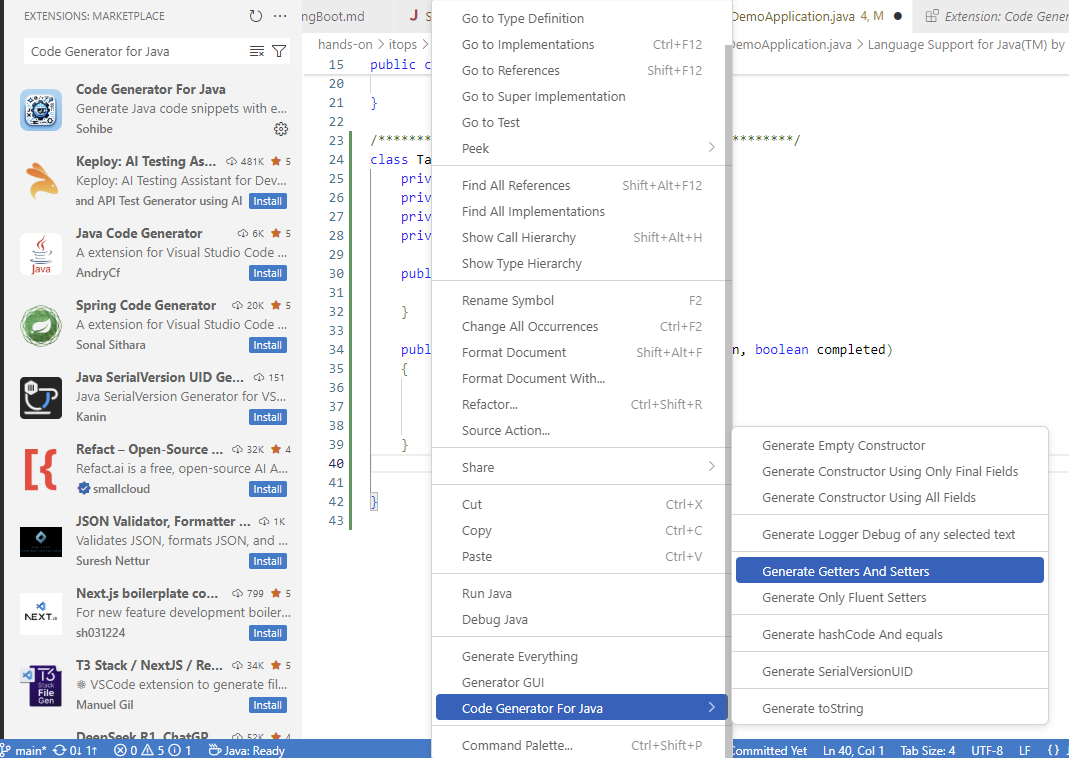 EXTENSIONS: MARKETPLACE
Code Generator for Java
Code Generator For Java
Generate Java code snippets with e...
Sohibe
Keploy: AI Testing As... 481K 5
Keploy: AI Testing Assistant for Dev...
and API Test Generator using AI Install
Java Code Generator 6K 5
A extension for Visual Studio Code ...
AndryCf Install
Spring Code Generator 20K 5
A extension for Visual Studio Code ...
Sonal Sithara Install
Java SerialVersion UID Ge... 151
Java SerialVersion Generator for VS...
Kanin Install
Refact – Open-Source ... 32K 4
Refact.ai is a free, open-source AI A...
smallcloud Install
JSON Validator, Formatter ... 1K
Validates JSON, formats JSON, and ...
Suresh Nettur Install
Next.js boilerplate co... 799 5
For new feature development boiler...
sh031224 Install
T3 Stack / NextJS / Re... 34K 5
VSCode extension to generate fil...
Manuel Gil Install
DeepSeek R1, ChatGP... 52K 4
Java
NEXT.JS
T3
Stack
File
Gen
ngBoot.md J S DemoApplication.java 4, M Extension: Code Gener
hands-on > itops > DemoApplication.java > Language Support for Java(TM) by
15 public c
20
21 }
22
23 /******* ********/
24 class Ta
25 priv
26 priv
27 priv
28 priv
29
30 publ
31
32 }
33
34 publ n, boolean completed)
35 {
36
37
38
39 }
40
41
42 }
43
Go to Type Definition
Go to Implementations Ctrl+F12
Go to References Shift+F12
Go to Super Implementation
Go to Test
Peek
Find All References Shift+Alt+F12
Find All Implementations
Show Call Hierarchy Shift+Alt+H
Show Type Hierarchy
Rename Symbol F2
Change All Occurrences Ctrl+F2
Format Document Shift+Alt+F
Format Document With...
Refactor... Ctrl+Shift+R
Source Action...
Share
Cut Ctrl+X
Copy Ctrl+C
Paste Ctrl+V
Run Java
Debug Java
Generate Everything
Generator GUI
Code Generator For Java
Command Palette... Ctrl+Shift+P
Generate Empty Constructor
Generate Constructor Using Only Final Fields
Generate Constructor Using All Fields
Generate Logger Debug of any selected text
Generate Getters And Setters
Generate Only Fluent Setters
Generate hashCode And equals
Generate SerialVersionUID
Generate toString
main* 0↓ 1↑ 0 5 1 Java: Ready Committed Yet Ln 40, Col 1 Tab Size: 4 UTF-8 LF {} J